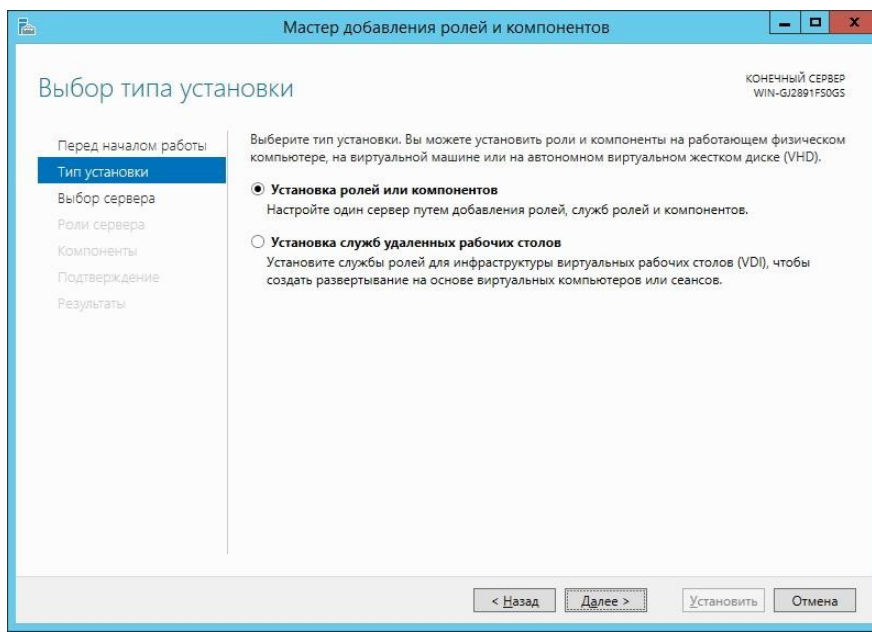 Мастер добавления ролей и компонентов
Выбор типа установки
КОНЕЧНЫЙ СЕРВЕР
WIN-GJ2891FS0GS
Перед началом работы
Тип установки
Выбор сервера
Роли сервера
Компоненты
Подтверждение
Результаты
Выберите тип установки. Вы можете установить роли и компоненты на работающем физическом
компьютере, на виртуальной машине или на автономном виртуальном жестком диске (VHD).
Установка ролей или компонентов
Настройте один сервер путем добавления ролей, служб ролей и компонентов.
Установка служб удаленных рабочих столов
Установите службы ролей для инфраструктуры виртуальных рабочих столов (VDI), чтобы
создать развертывание на основе виртуальных компьютеров или сеансов.
< Назад
Далее >
Установить
Отмена